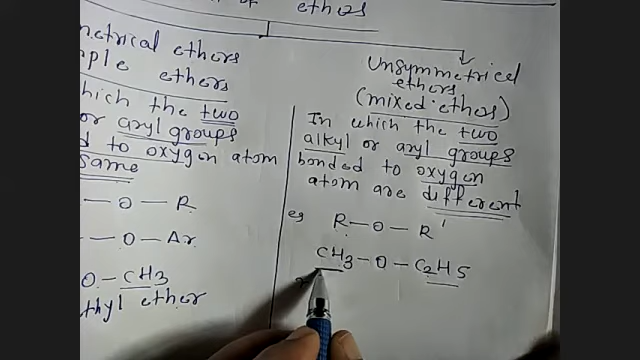 of ethers
metrical ethers
ple ethers
hich the two
or aryl groups
d to oxygen atom
same
- O - R
- O - Ar
O - CH3
thyl ether
Unsymmetrical
ethers
(mixed ethers)
In which the two
alkyl or aryl groups
bonded to oxygen
atom are different
eg R - O - R'
CH3 - O - C2H5